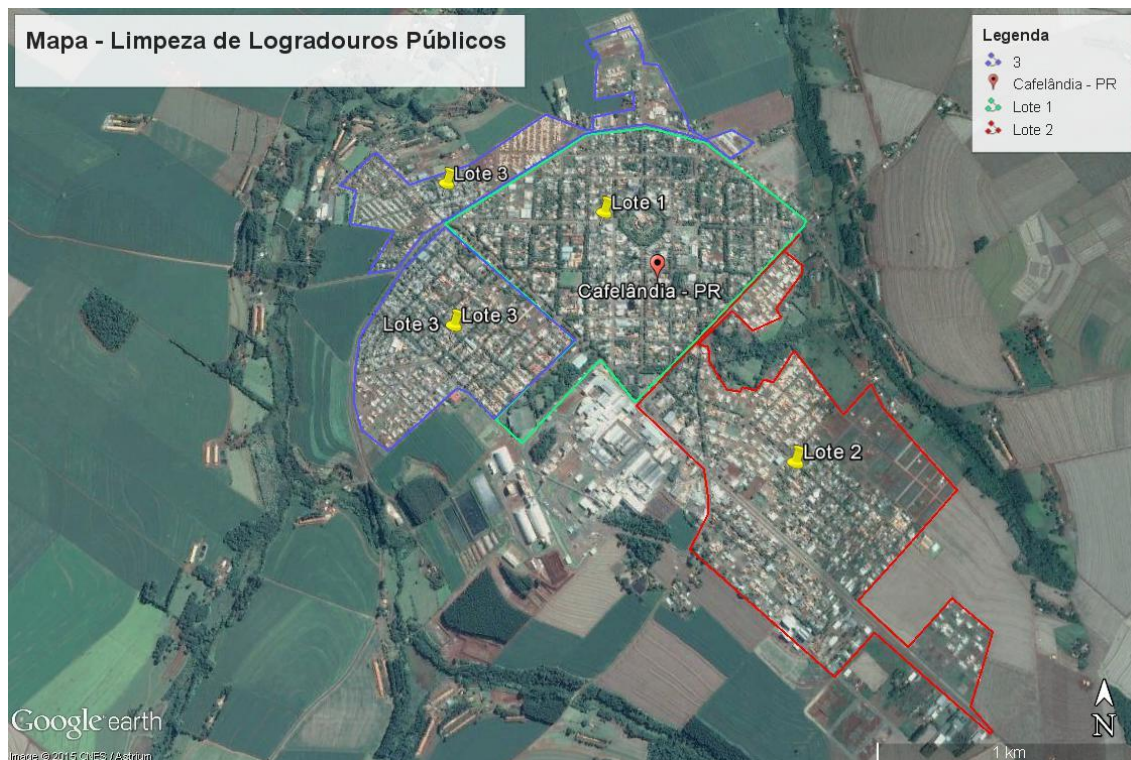 Mapa - Limpeza de Logradouros Públicos
Legenda
3
Cafelândia - PR
Lote 1
Lote 2
Lote 3
Lote 1
Cafelândia - PR
Lote 3
Lote 3
Lote 2
Google earth
N
Image © 2015 CNES / Astrium
1 km